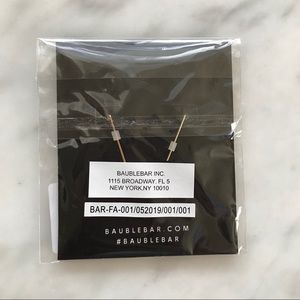 BAUBLEBAR INC.
1115 BROADWAY. FL 5
NEW YORK,NY 10010
BAR-FA-001/052019/001/001
BAUBLEBAR.COM
#BAUBLEBAR